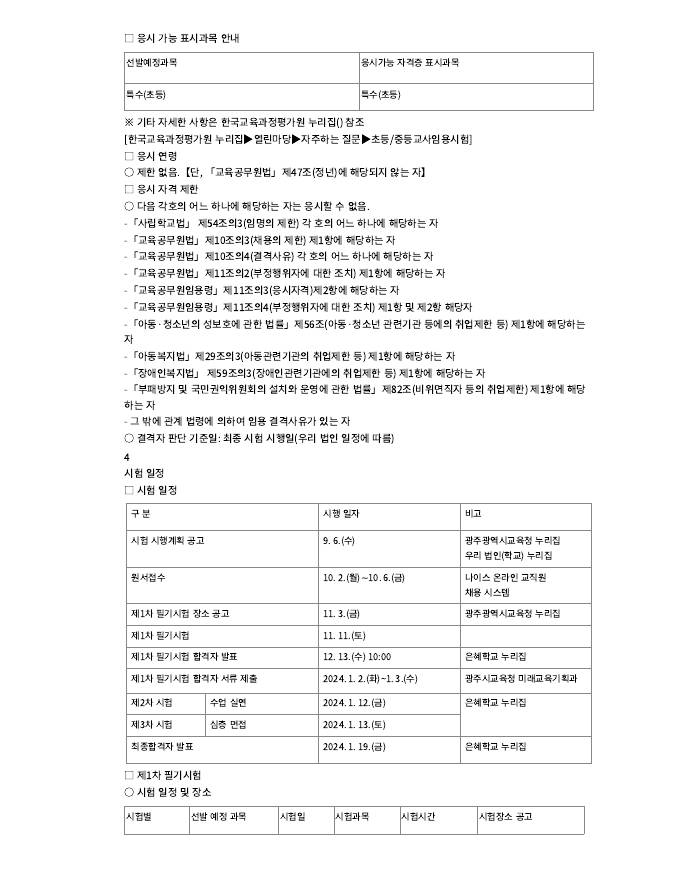 □ 응시 가능 표시과목 안내
선발예정과목 응시가능 자격증 표시과목
특수(초등) 특수(초등)
※ 기타 자세한 사항은 한국교육과정평가원 누리집() 참조
[한국교육과정평가원 누리집▶열린마당▶자주하는 질문▶초등/중등교사임용시험]
□ 응시 연령
○ 제한 없음.【단, 「교육공무원법」제47조(정년)에 해당되지 않는 자】
□ 응시 자격 제한
○ 다음 각호의 어느 하나에 해당하는 자는 응시할 수 없음.
-「사립학교법」 제54조의3(임명의 제한) 각 호의 어느 하나에 해당하는 자
-「교육공무원법」제10조의3(채용의 제한) 제1항에 해당하는 자
-「교육공무원법」제10조의4(결격사유) 각 호의 어느 하나에 해당하는 자
-「교육공무원법」제11조의2(부정행위자에 대한 조치) 제1항에 해당하는 자
-「교육공무원임용령」제11조의3(응시자격)제2항에 해당하는 자
-「교육공무원임용령」제11조의4(부정행위자에 대한 조치) 제1항 및 제2항 해당자
-「아동·청소년의 성보호에 관한 법률」제56조(아동·청소년 관련기관 등에의 취업제한 등) 제1항에 해당하는
자
-「아동복지법」제29조의3(아동관련기관의 취업제한 등) 제1항에 해당하는 자
-「장애인복지법」 제59조의3(장애인관련기관에의 취업제한 등) 제1항에 해당하는 자
-「부패방지 및 국민권익위원회의 설치와 운영에 관한 법률」제82조(비위면직자 등의 취업제한) 제1항에 해당
하는 자
- 그 밖에 관계 법령에 의하여 임용 결격사유가 있는 자
○ 결격자 판단 기준일: 최종 시험 시행일(우리 법인 일정에 따름)
4
시험 일정
□ 시험 일정
구 분 시행 일자 비고
시험 시행계획 공고 9. 6.(수) 광주광역시교육청 누리집
우리 법인(학교) 누리집
원서접수 10. 2.(월)~10. 6.(금) 나이스 온라인 교직원
채용 시스템
제1차 필기시험 장소 공고 11. 3.(금) 광주광역시교육청 누리집
제1차 필기시험 11. 11.(토)
제1차 필기시험 합격자 발표 12. 13.(수) 10:00 은혜학교 누리집
제1차 필기시험 합격자 서류 제출 2024. 1. 2.(화)~1. 3.(수) 광주시교육청 미래교육기획과
제2차 시험 수업 실연 2024. 1. 12.(금) 은혜학교 누리집
제3차 시험 심층 면접 2024. 1. 13.(토)
최종합격자 발표 2024. 1. 19.(금) 은혜학교 누리집
□ 제1차 필기시험
○ 시험 일정 및 장소
시험별 선발 예정 과목 시험일 시험과목 시험시간 시험장소 공고